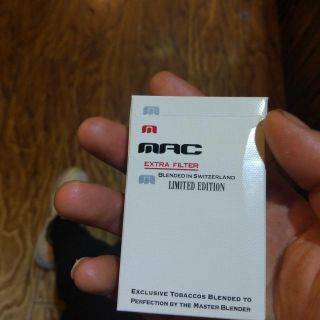 M
M
MAC
EXTRA FILTER
BLENDED IN SWITZERLAND
M
LIMITED EDITION
EXCLUSIVE TOBACCOS BLENDED TO
PERFECTION BY THE MASTER BLENDER